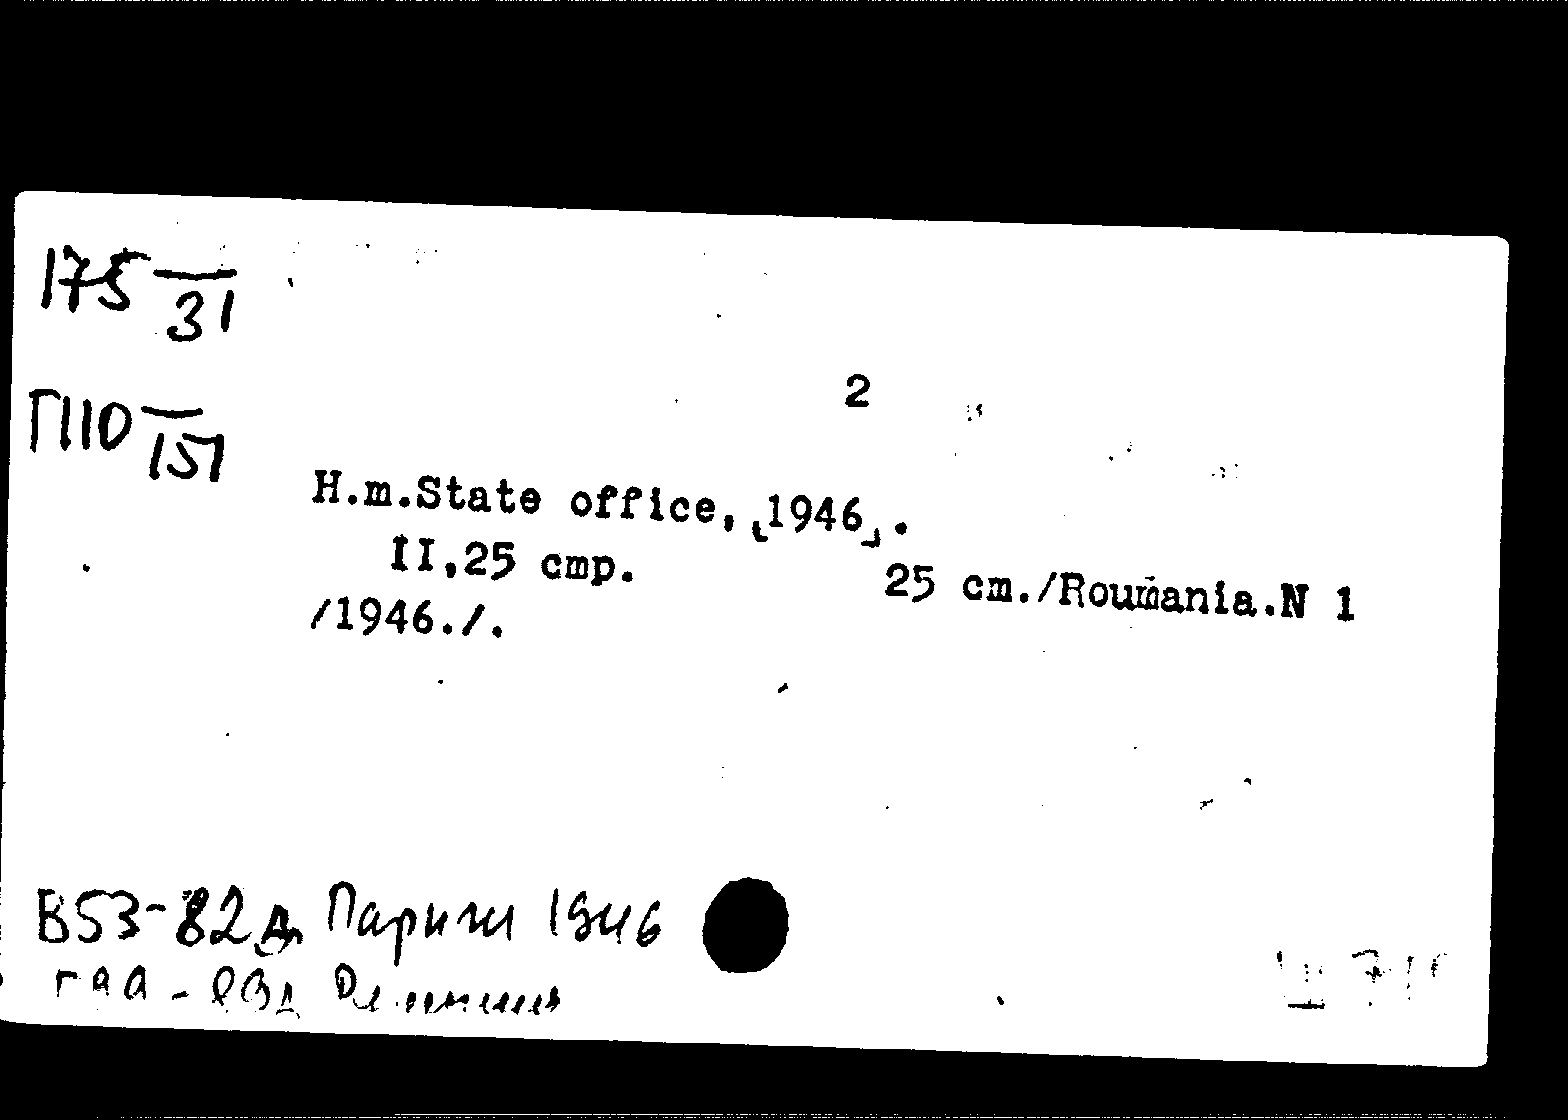 175 —/31
2
П110 —/151
H.m.State office, [1946].
II,25 стр. 25 cm./Roumania.N 1
/1946./.
В53-82д Париж 1946